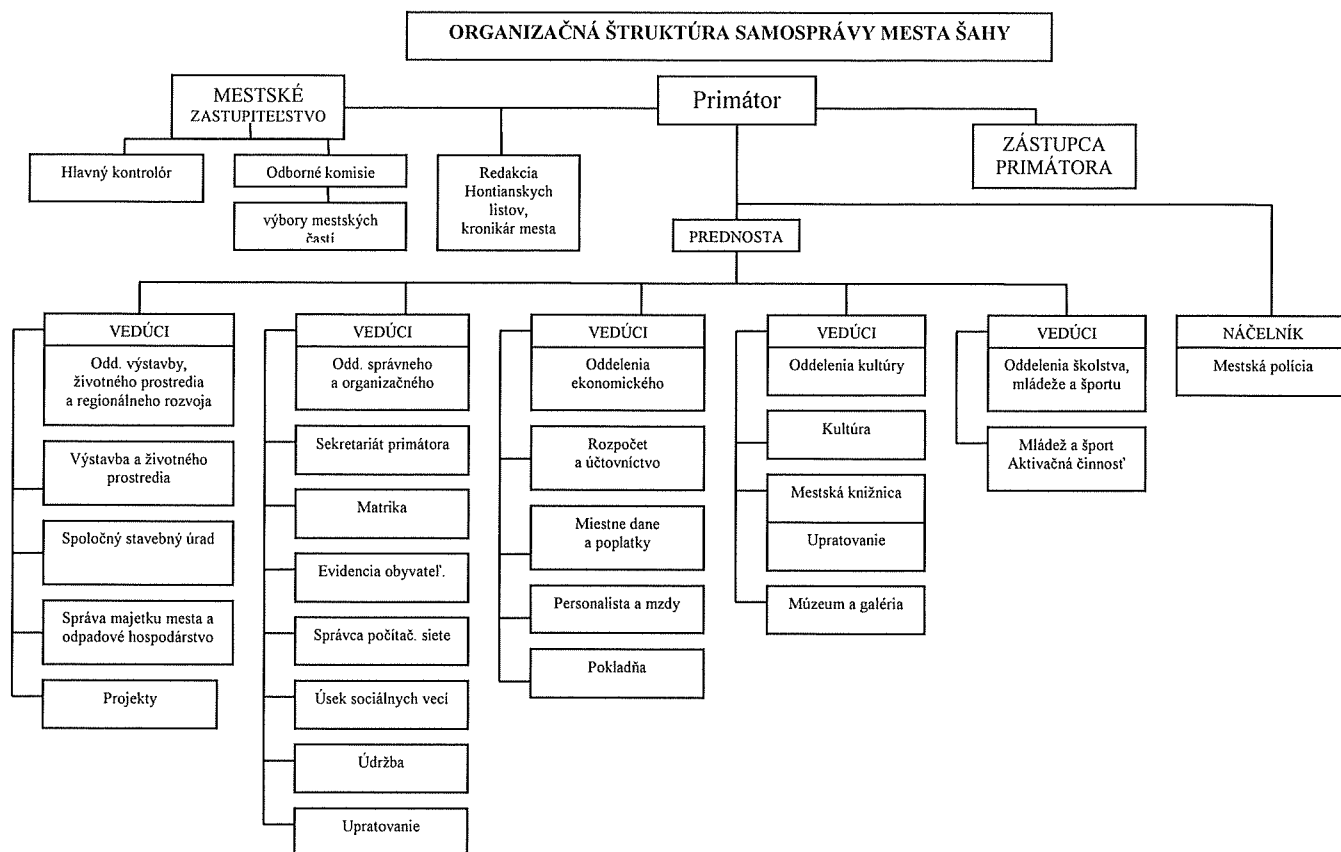 ORGANIZAČNÁ ŠTRUKTÚRA SAMOSPRÁVY MESTA ŠAHY
MESTSKÉ
ZASTUPITEĽSTVO
Primátor
ZÁSTUPCA
PRIMÁTORA
Hlavný kontrolór
Odborné komisie
výbory mestských
častí
Redakcia
Hontianskych
listov,
kronikár mesta
PREDNOSTA
VEDÚCI
Odd. výstavby,
životného prostredia
a regionálneho rozvoja
Výstavba a životného
prostredia
Spoločný stavebný úrad
Správa majetku mesta a
odpadové hospodárstvo
Projekty
VEDÚCI
Odd. správneho
a organizačného
Sekretariát primátora
Matrika
Evidencia obyvateľ.
Správca počítač. siete
Úsek sociálnych vecí
Údržba
Upratovanie
VEDÚCI
Oddelenia
ekonomického
Rozpočet
a účtovníctvo
Miestne dane
a poplatky
Personalista a mzdy
Pokladňa
VEDÚCI
Oddelenia kultúry
Kultúra
Mestská knižnica
Upratovanie
Múzeum a galéria
VEDÚCI
Oddelenia školstva,
mládeže a športu
Mládež a šport
Aktivačná činnosť
NÁČELNÍK
Mestská polícia